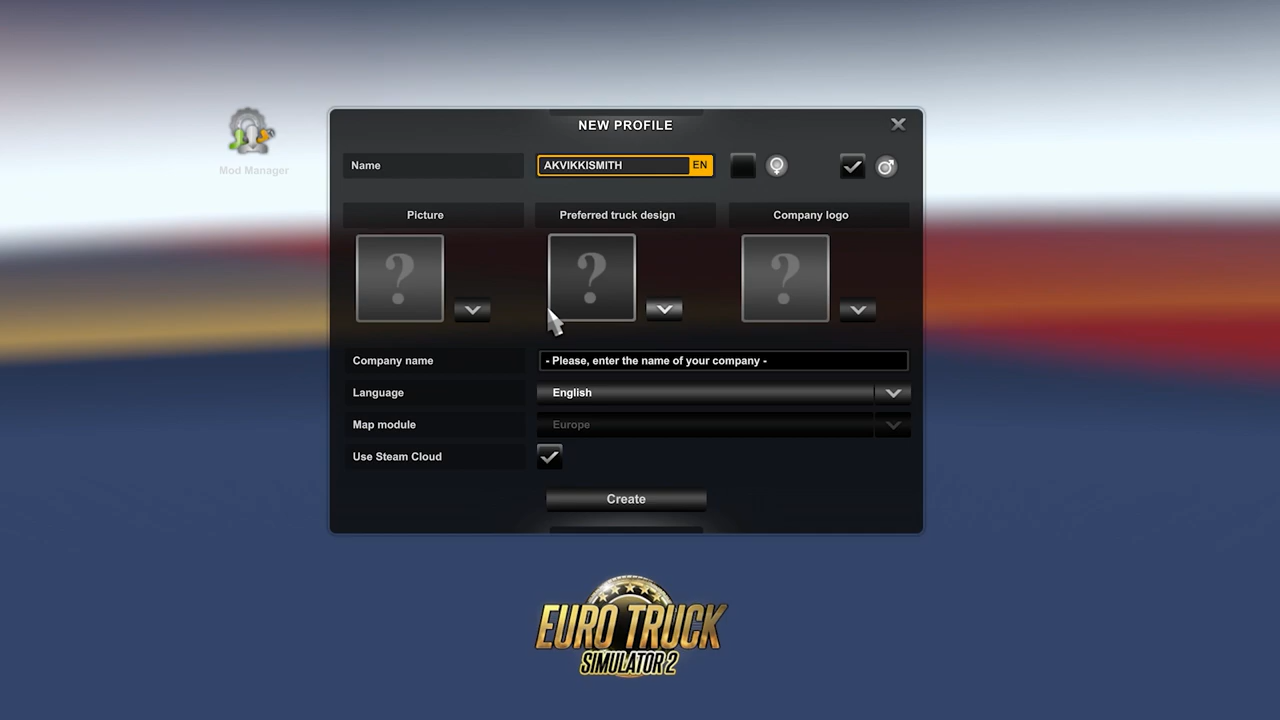 NEW PROFILE
Mod Manager
Name
AKVIKKISMITH
EN
Picture
Preferred truck design
Company logo
?
?
?
Company name
- Please, enter the name of your company -
Language
English
Map module
Europe
Use Steam Cloud
Create
EURO TRUCK
SIMULATOR 2